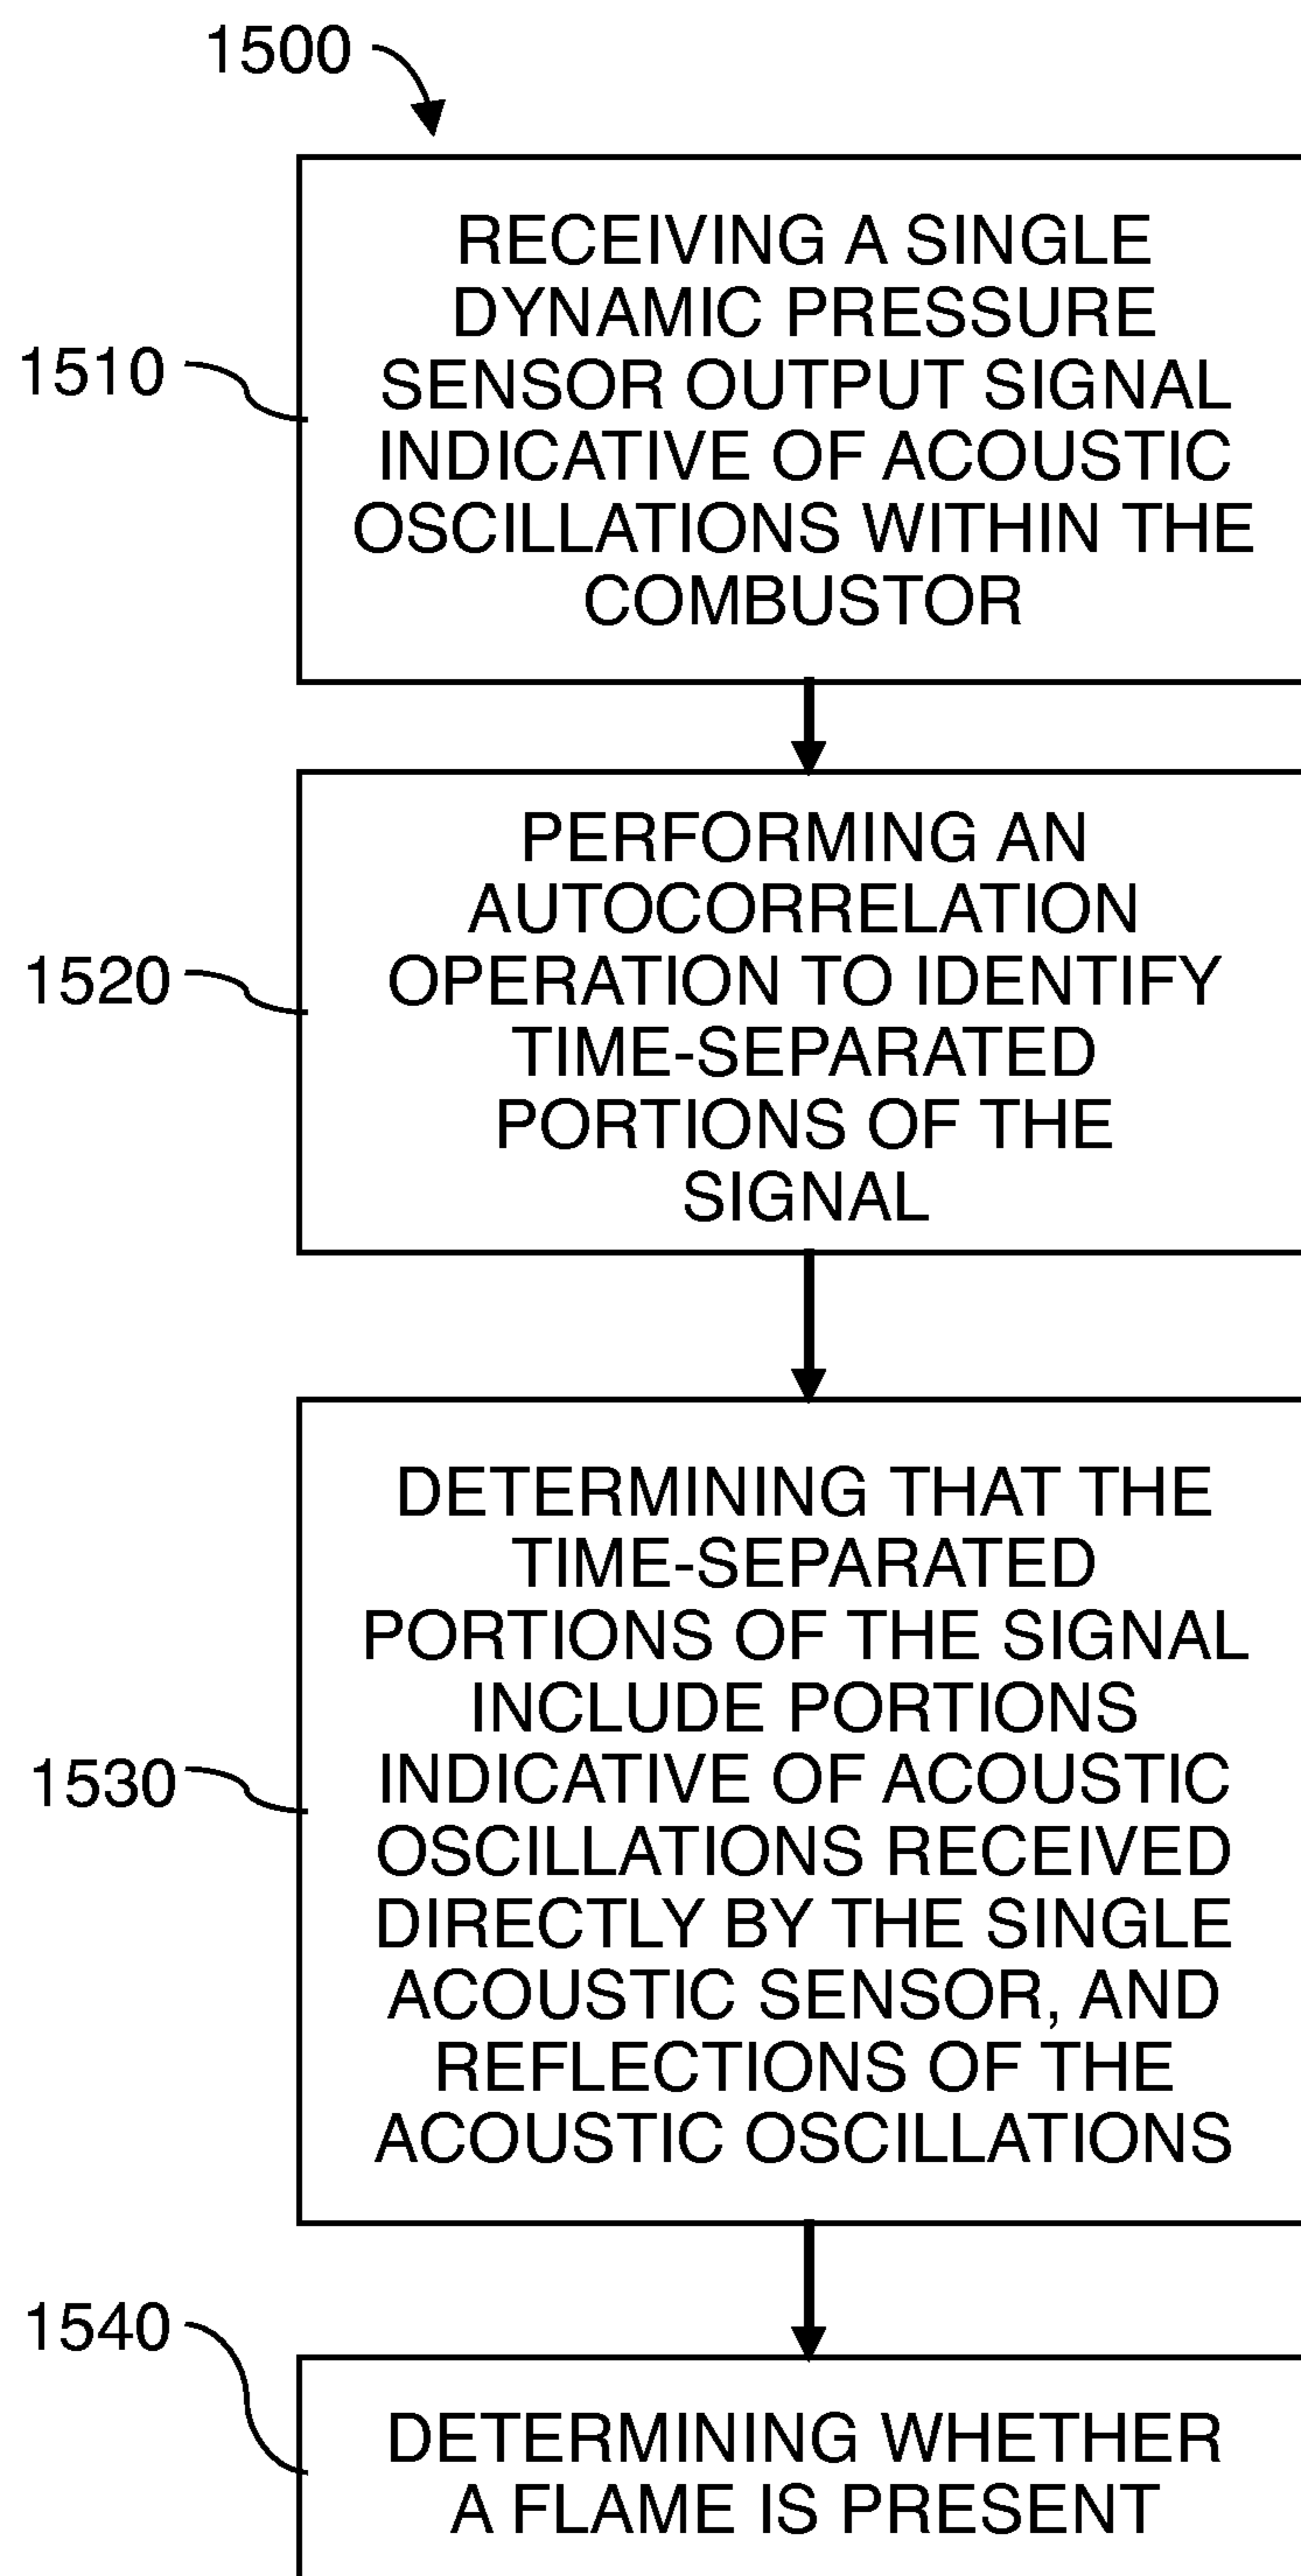 1500
RECEIVING A SINGLE
DYNAMIC PRESSURE
SENSOR OUTPUT SIGNAL
INDICATIVE OF ACOUSTIC
OSCILLATIONS WITHIN THE
COMBUSTOR
1510
PERFORMING AN
AUTOCORRELATION
OPERATION TO IDENTIFY
TIME-SEPARATED
PORTIONS OF THE
SIGNAL
1520
DETERMINING THAT THE
TIME-SEPARATED
PORTIONS OF THE SIGNAL
INCLUDE PORTIONS
INDICATIVE OF ACOUSTIC
OSCILLATIONS RECEIVED
DIRECTLY BY THE SINGLE
ACOUSTIC SENSOR, AND
REFLECTIONS OF THE
ACOUSTIC OSCILLATIONS
1530
DETERMINING WHETHER
A FLAME IS PRESENT
1540